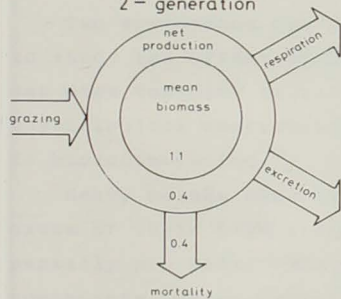 2 - generation
net
production
respiration
mean
biomass
grazing
1.1
excretion
0.4
0.4
mortality